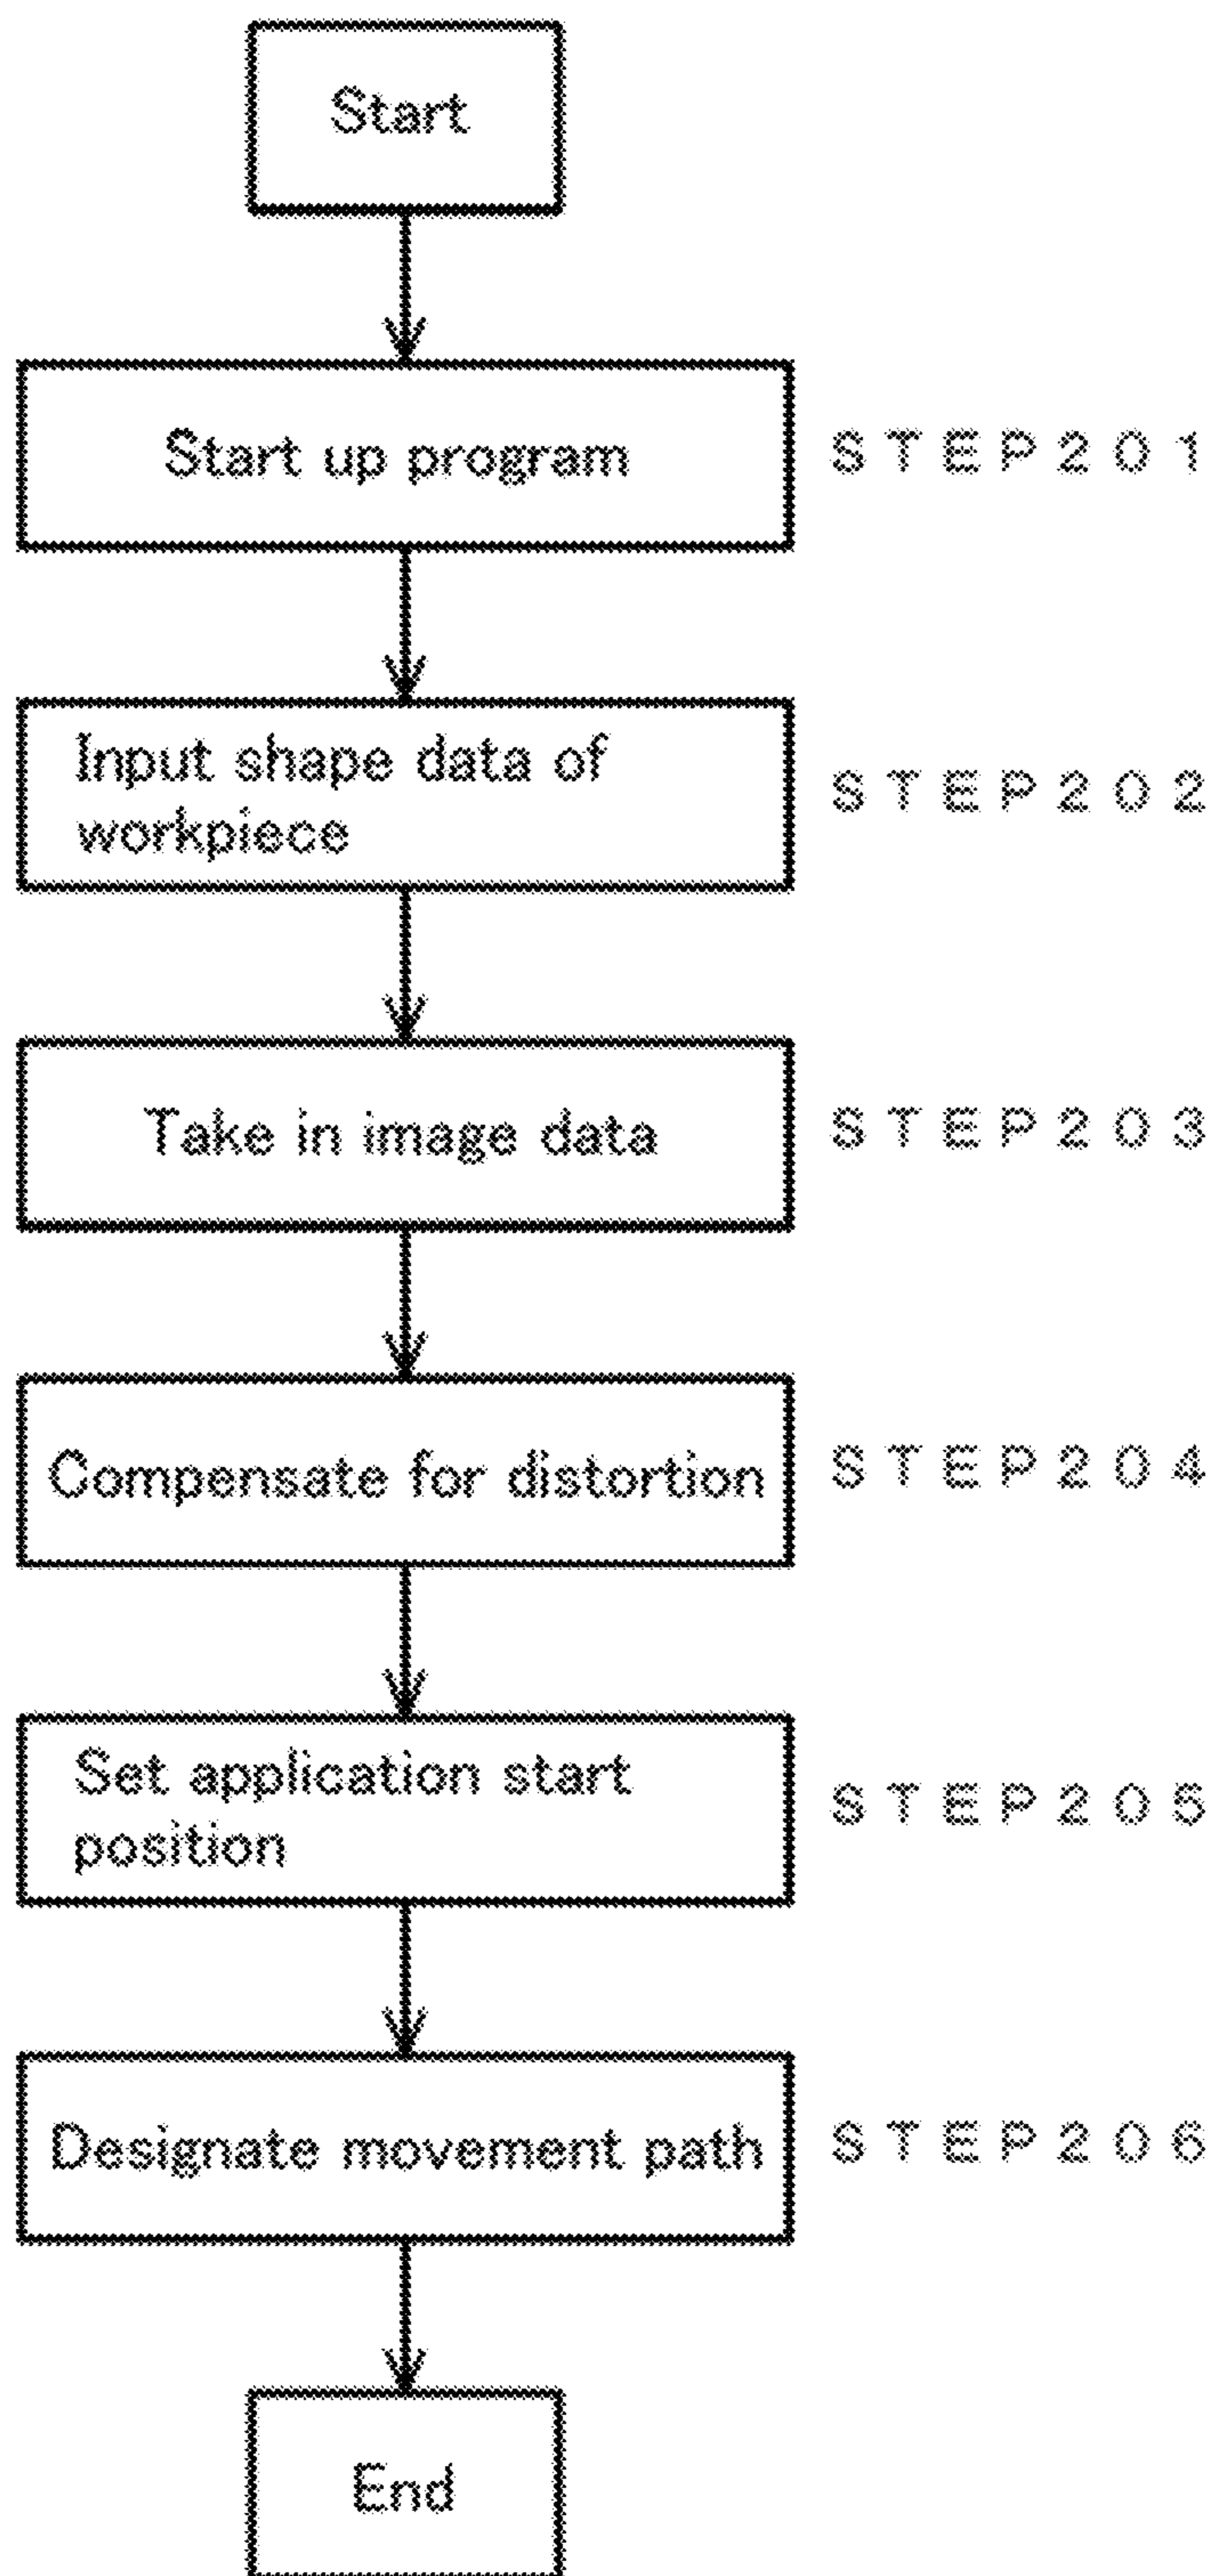 Start
Start up program
STEP201
Input shape data of
workpiece
STEP202
Take in image data
STEP203
Compensate for distortion
STEP204
Set application start
position
STEP205
Designate movement path
STEP206
End